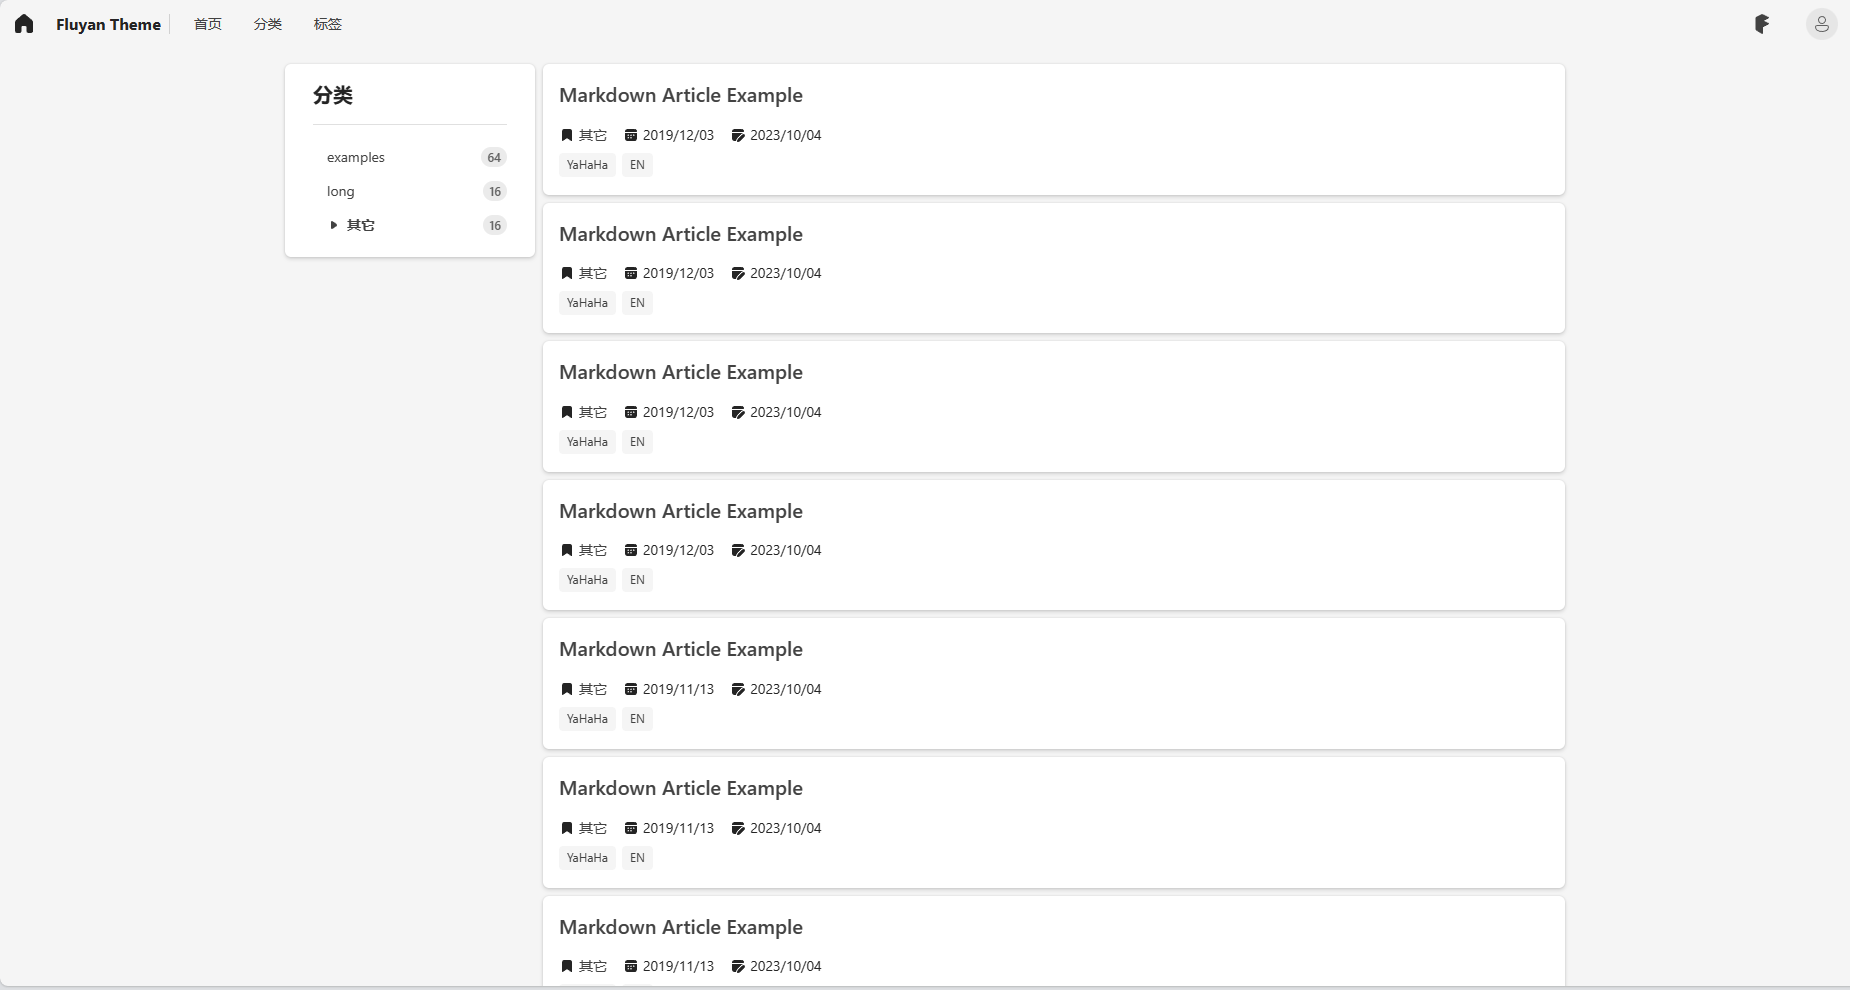 Fluyan Theme 首页 分类 标签
分类
examples 64
long 16
其它 16
Markdown Article Example
其它 2019/12/03 2023/10/04
YaHaHa EN
Markdown Article Example
其它 2019/12/03 2023/10/04
YaHaHa EN
Markdown Article Example
其它 2019/12/03 2023/10/04
YaHaHa EN
Markdown Article Example
其它 2019/12/03 2023/10/04
YaHaHa EN
Markdown Article Example
其它 2019/11/13 2023/10/04
YaHaHa EN
Markdown Article Example
其它 2019/11/13 2023/10/04
YaHaHa EN
Markdown Article Example
其它 2019/11/13 2023/10/04